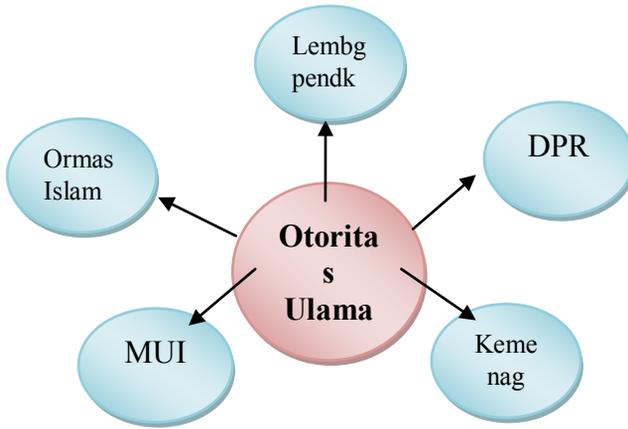 Lembg
pendk
Ormas
Islam
DPR
Otorita
s
Ulama
MUI
Keme
nag